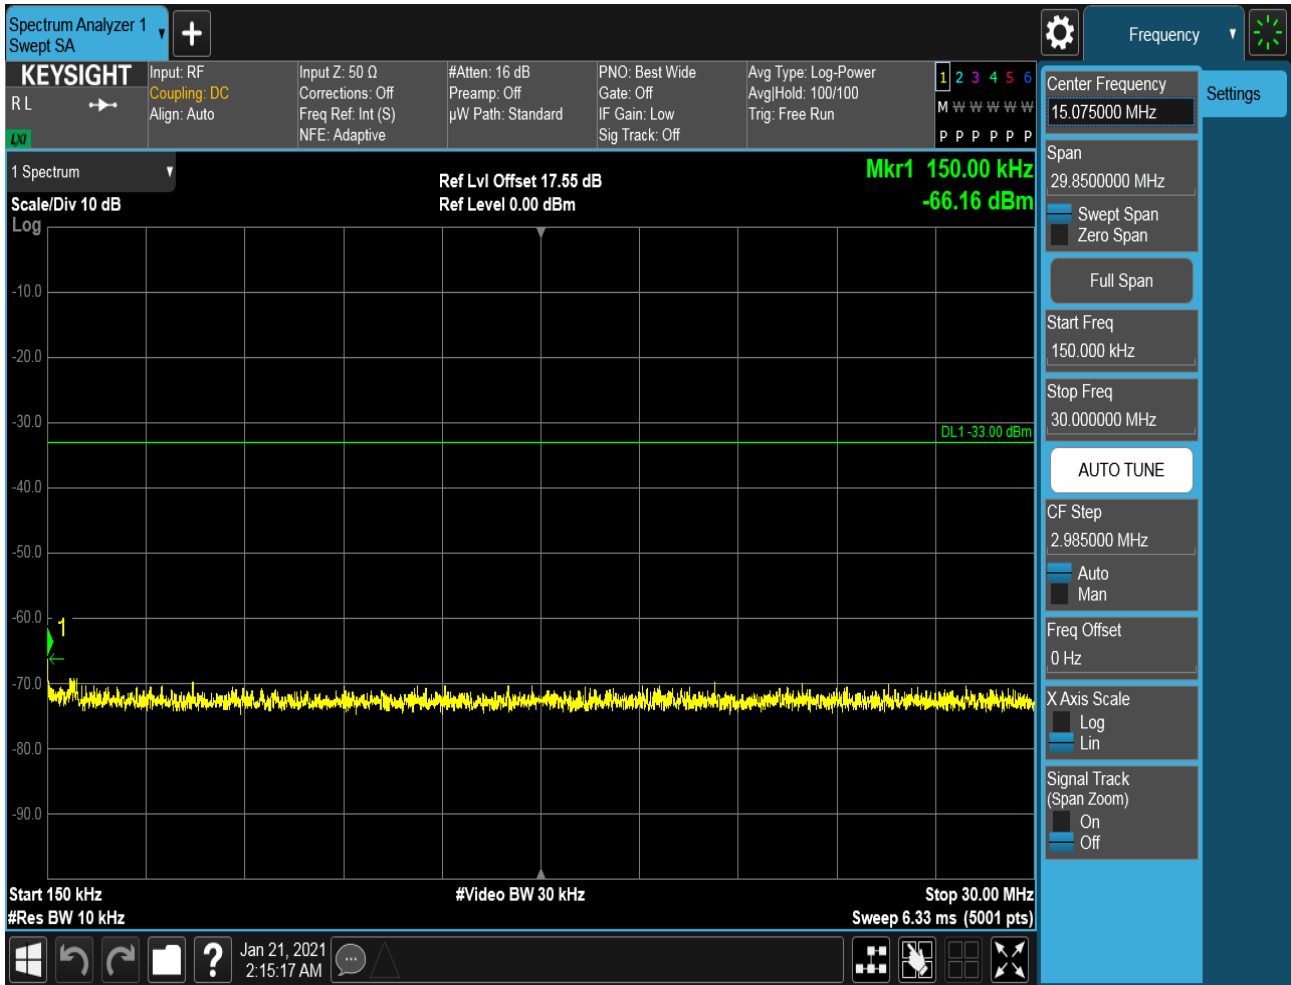 Spectrum Analyzer 1
Swept SA
Frequency
KEYSIGHT
R L
LXI
Input: RF
Coupling: DC
Align: Auto
Input Z: 50 Ω
Corrections: Off
Freq Ref: Int (S)
NFE: Adaptive
#Atten: 16 dB
Preamp: Off
µW Path: Standard
PNO: Best Wide
Gate: Off
IF Gain: Low
Sig Track: Off
Avg Type: Log-Power
Avg|Hold: 100/100
Trig: Free Run
1 2 3 4 5 6
M W W W W W
P P P P P P
1 Spectrum
Scale/Div 10 dB
Log
Ref Lvl Offset 17.55 dB
Ref Level 0.00 dBm
Mkr1 150.00 kHz
-66.16 dBm
-10.0
-20.0
-30.0
DL1 -33.00 dBm
-40.0
-50.0
-60.0
1
-70.0
-80.0
-90.0
Start 150 kHz
#Video BW 30 kHz
Stop 30.00 MHz
#Res BW 10 kHz
Sweep 6.33 ms (5001 pts)
Center Frequency
15.075000 MHz
Settings
Span
29.8500000 MHz
Swept Span
Zero Span
Full Span
Start Freq
150.000 kHz
Stop Freq
30.000000 MHz
AUTO TUNE
CF Step
2.985000 MHz
Auto
Man
Freq Offset
0 Hz
X Axis Scale
Log
Lin
Signal Track
(Span Zoom)
On
Off
?
Jan 21, 2021
2:15:17 AM